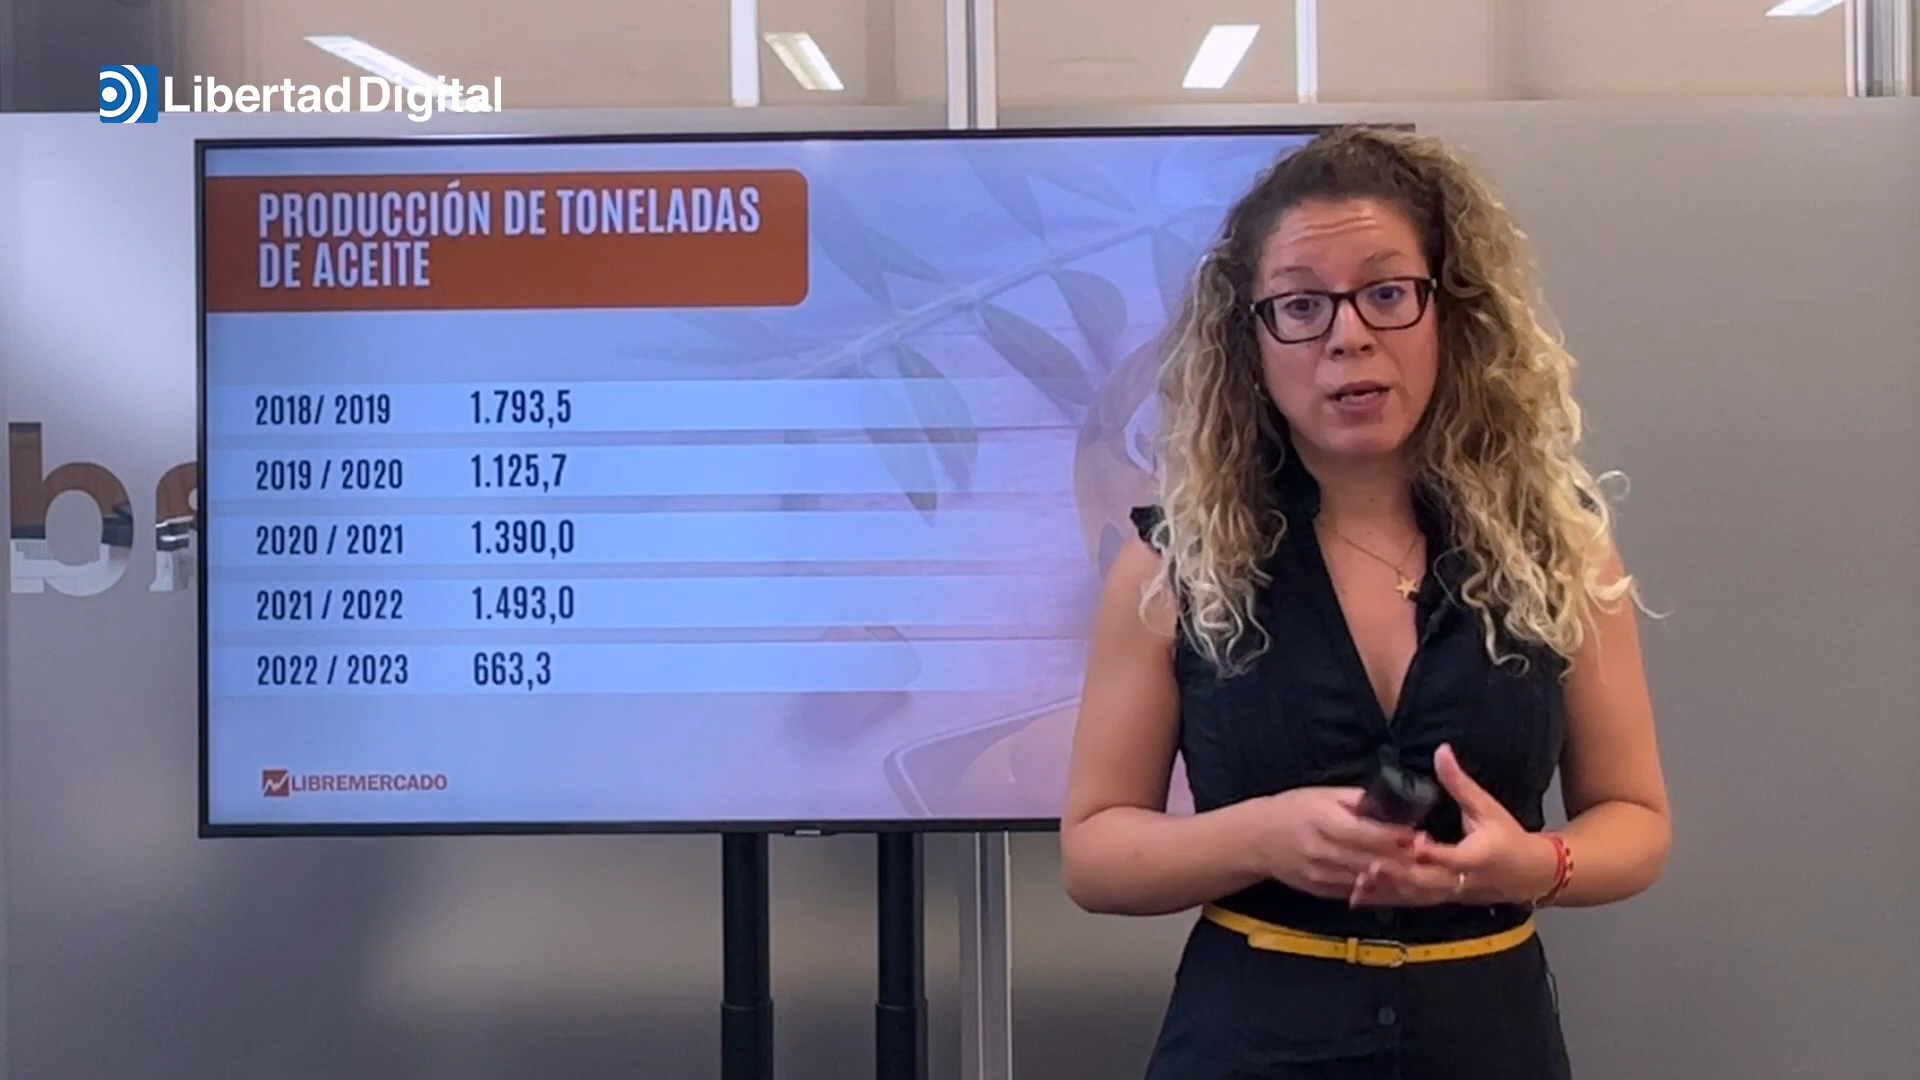 Libertad Digital
PRODUCCIÓN DE TONELADAS
DE ACEITE
2018/ 2019 1.793,5
2019 / 2020 1.125,7
2020 / 2021 1.390,0
2021 / 2022 1.493,0
2022 / 2023 663,3
LIBREMERCADO